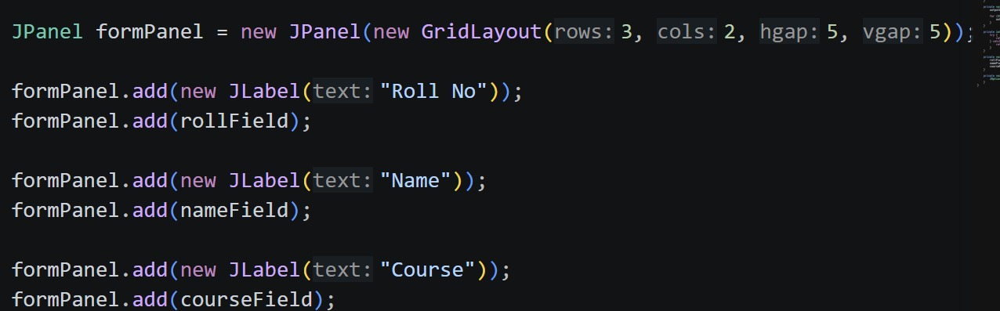 JPanel formPanel = new JPanel(new GridLayout(rows: 3, cols: 2, hgap: 5, vgap: 5));
formPanel.add(new JLabel(text: "Roll No"));
formPanel.add(rollField);
formPanel.add(new JLabel(text: "Name"));
formPanel.add(nameField);
formPanel.add(new JLabel(text: "Course"));
formPanel.add(courseField);